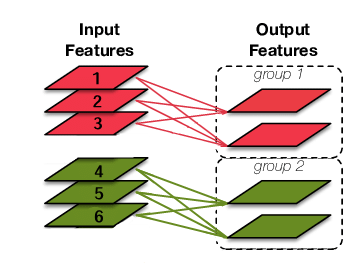 Input
Features
Output
Features
group 1
1
2
3
group 2
4
5
6